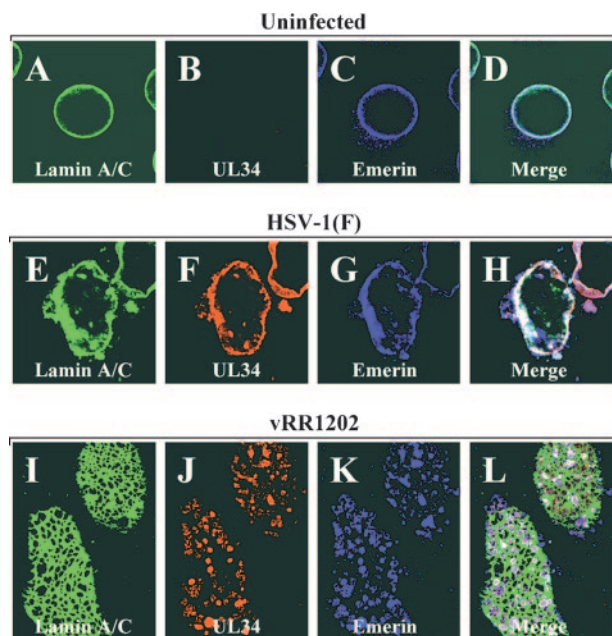 Uninfected
A B C D
Lamin A/C UL34 Emerin Merge
HSV-1(F)
E F G H
Lamin A/C UL34 Emerin Merge
vRR1202
I J K L
Lamin A/C UL34 Emerin Merge